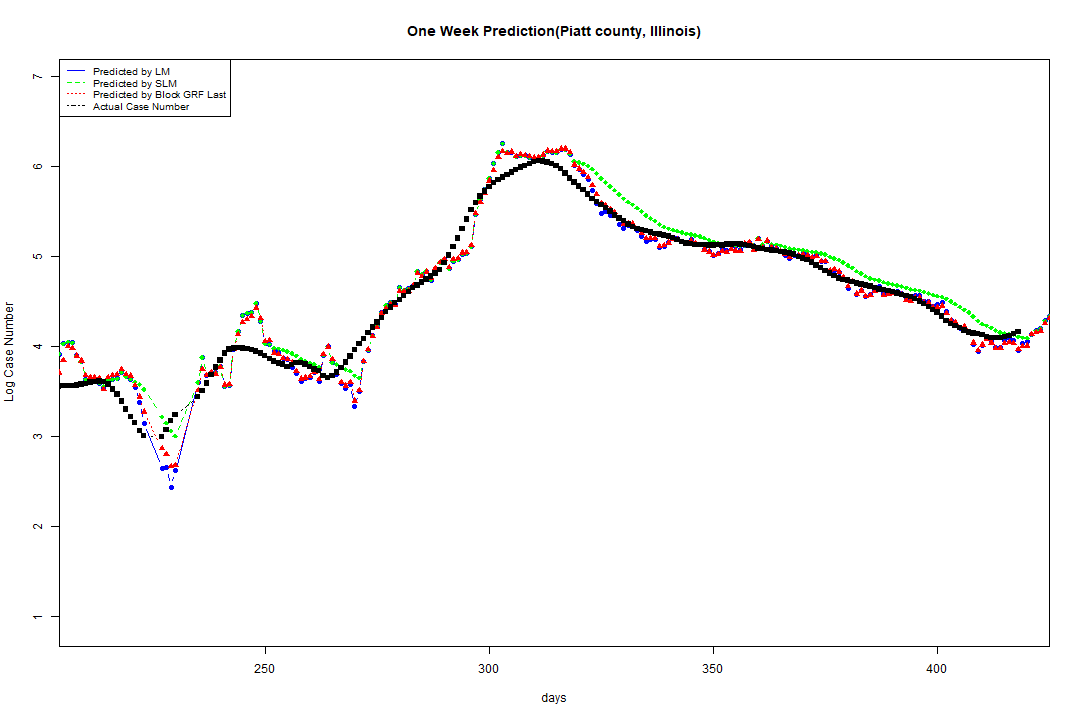 One Week Prediction(Piatt county, Illinois)
Predicted by LM
Predicted by SLM
Predicted by Block GRF Last
Actual Case Number
7
6
5
4
3
2
1
Log Case Number
250
300
350
400
days